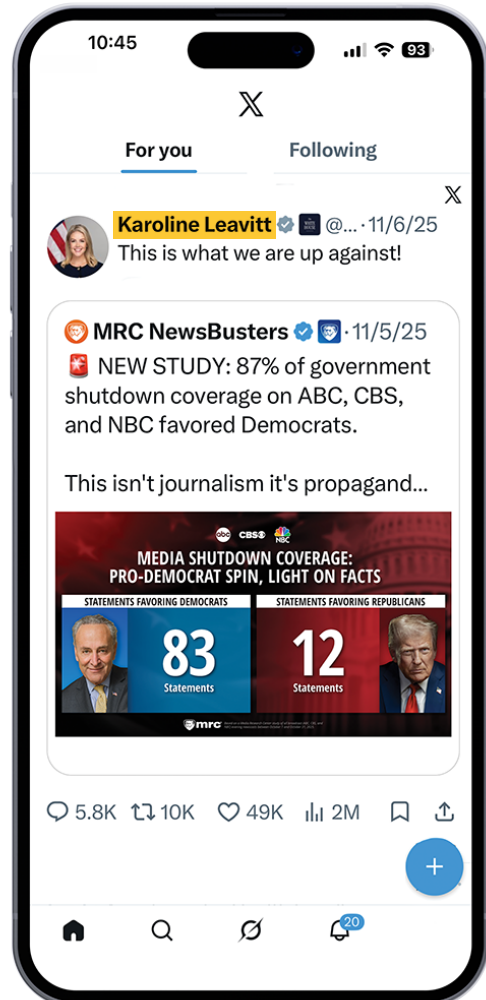 10:45
93
X
For you
Following
X
Karoline Leavitt @... · 11/6/25
This is what we are up against!
MRC NewsBusters · 11/5/25
🚨 NEW STUDY: 87% of government
shutdown coverage on ABC, CBS,
and NBC favored Democrats.
This isn't journalism it's propagand...
abc CBS NBC
MEDIA SHUTDOWN COVERAGE:
PRO-DEMOCRAT SPIN, LIGHT ON FACTS
STATEMENTS FAVORING DEMOCRATS
STATEMENTS FAVORING REPUBLICANS
83
Statements
12
Statements
mrc
5.8K
10K
49K
2M
+
20